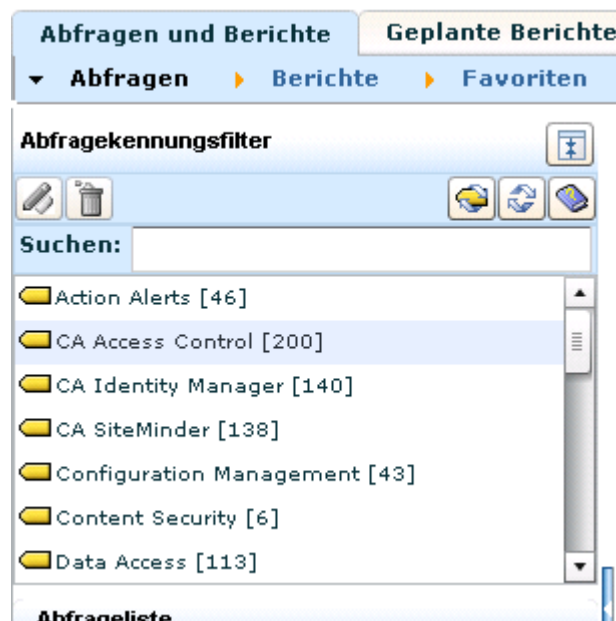 Abfragen und Berichte Geplante Berichte
Abfragen Berichte Favoriten
Abfragekennungsfilter
Suchen:
Action Alerts [46]
CA Access Control [200]
CA Identity Manager [140]
CA SiteMinder [138]
Configuration Management [43]
Content Security [6]
Data Access [113]
Abfrageliste